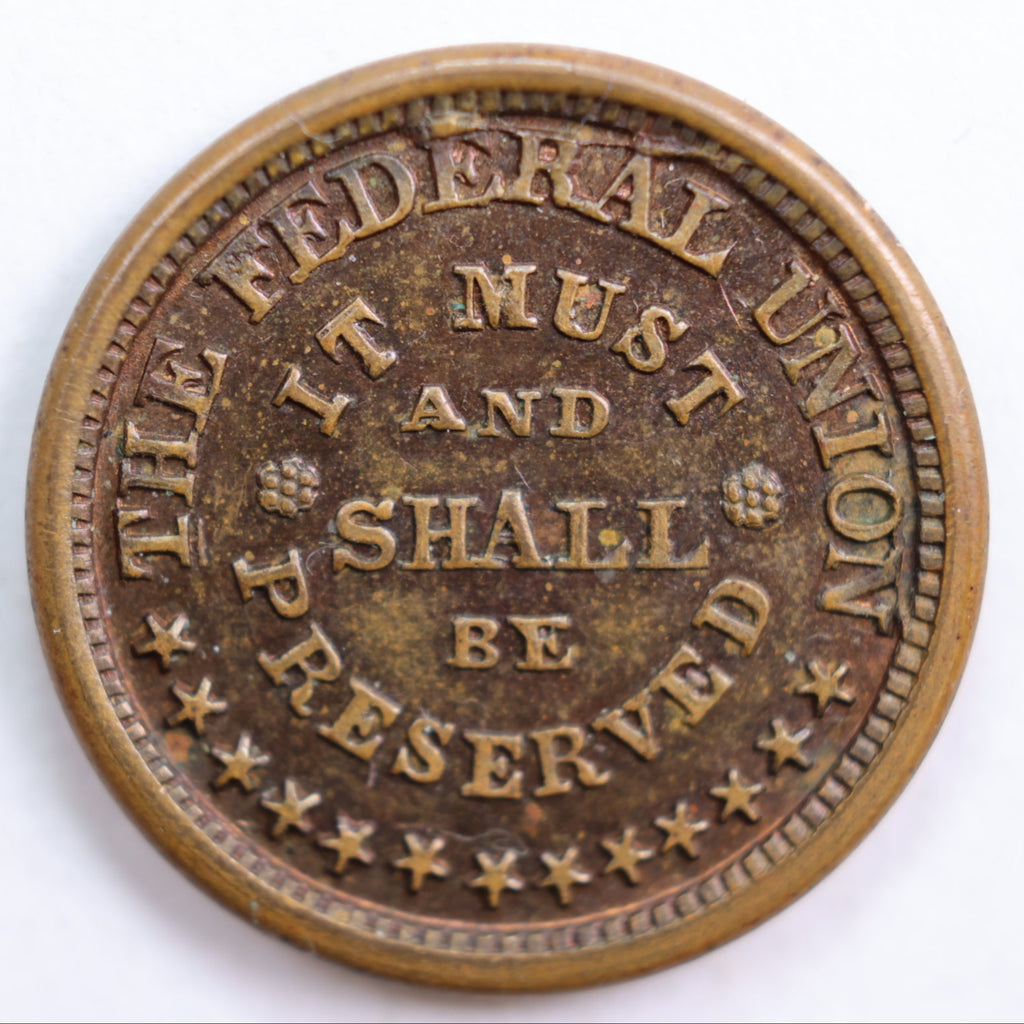 THE FEDERAL UNION
IT MUST
AND
SHALL
BE
PRESERVED